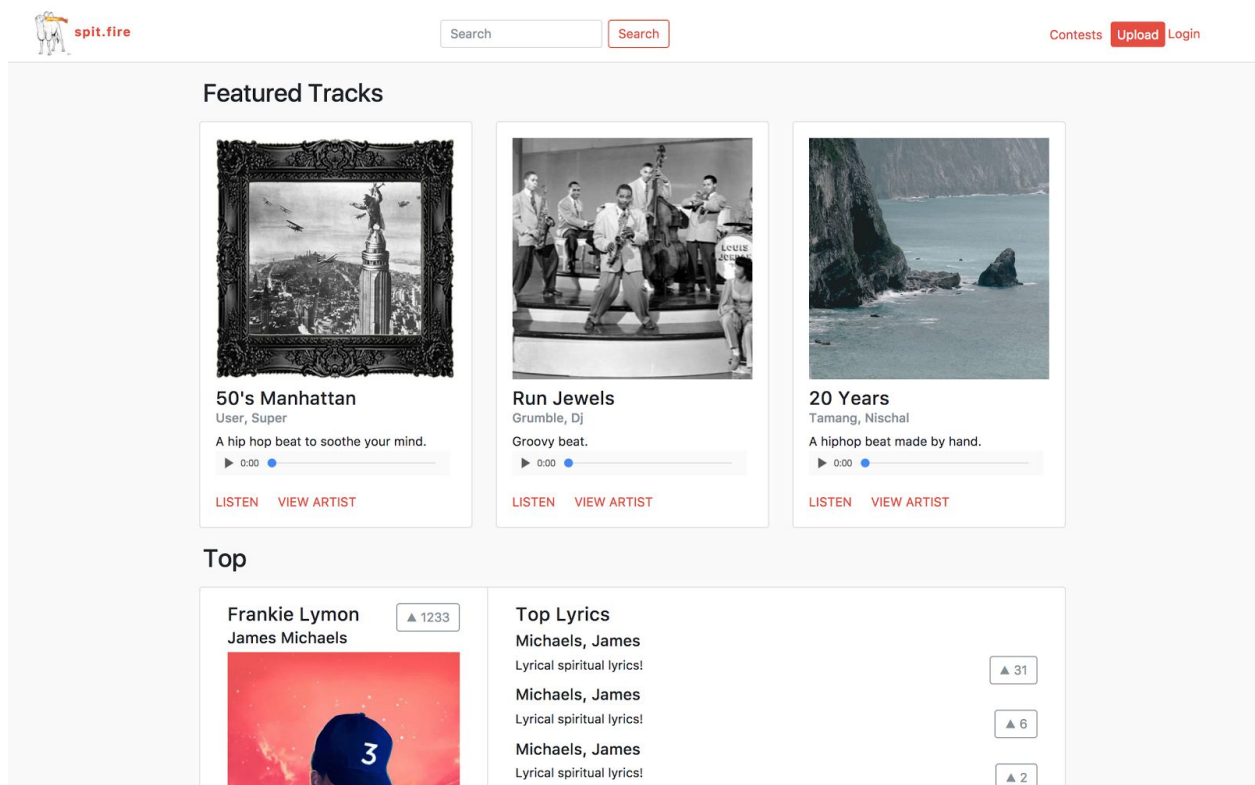 spit.fire
Search
Search
Contests
Upload
Login
Featured Tracks
LOUIS
JORDAN
50's Manhattan
User, Super
A hip hop beat to soothe your mind.
0:00
LISTEN VIEW ARTIST
Run Jewels
Grumble, Dj
Groovy beat.
0:00
LISTEN VIEW ARTIST
20 Years
Tamang, Nischal
A hiphop beat made by hand.
0:00
LISTEN VIEW ARTIST
Top
Frankie Lymon
▲ 1233
James Michaels
3
Top Lyrics
Michaels, James
Lyrical spiritual lyrics!
▲ 31
Michaels, James
Lyrical spiritual lyrics!
▲ 6
Michaels, James
Lyrical spiritual lyrics!
▲ 2